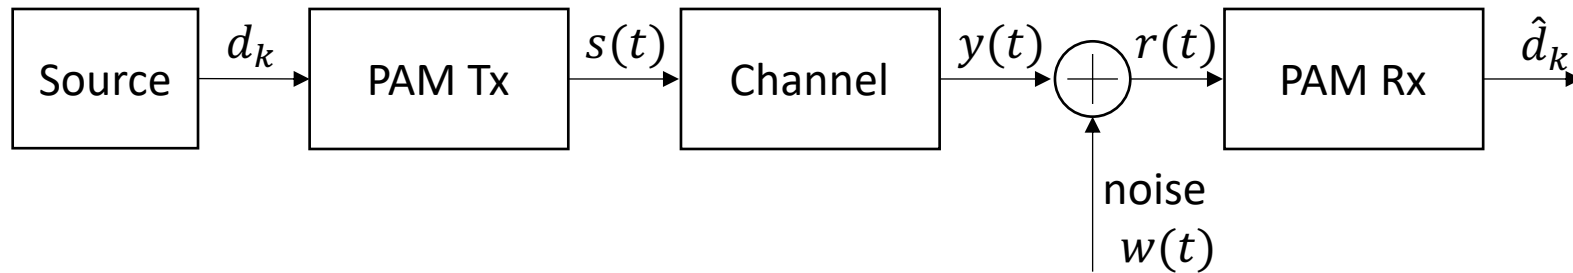 Source
d_k
PAM Tx
s(t)
Channel
y(t)
r(t)
PAM Rx
d̂_k
noise
w(t)